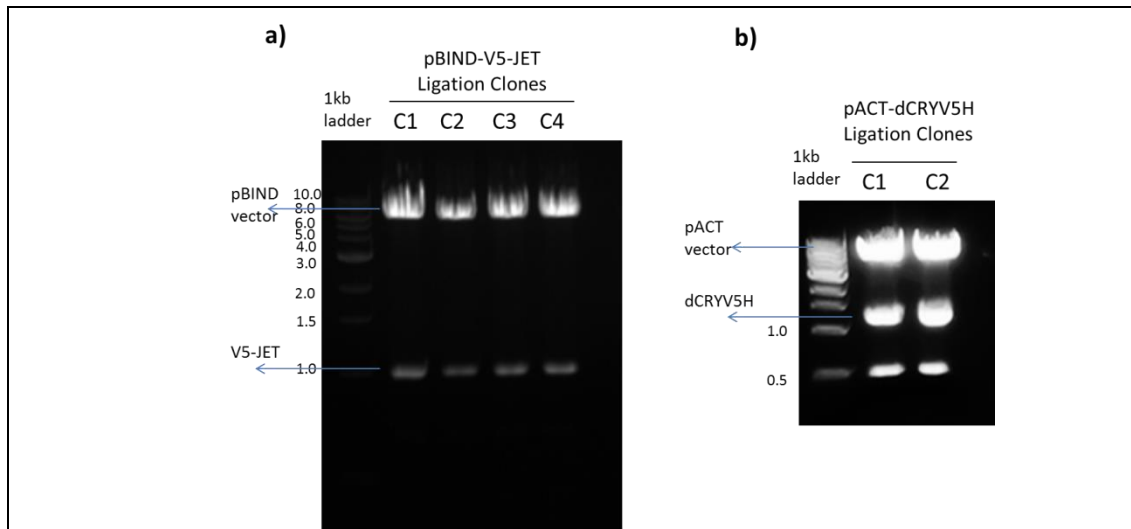 a)
pBIND-V5-JET
Ligation Clones
1kb
ladder
C1 C2 C3 C4
pBIND
vector
10.0
8.0
6.0
5.0
4.0
3.0
2.0
1.5
V5-JET
1.0
b)
pACT-dCRYV5H
Ligation Clones
1kb
ladder
C1 C2
pACT
vector
dCRYV5H
1.0
0.5